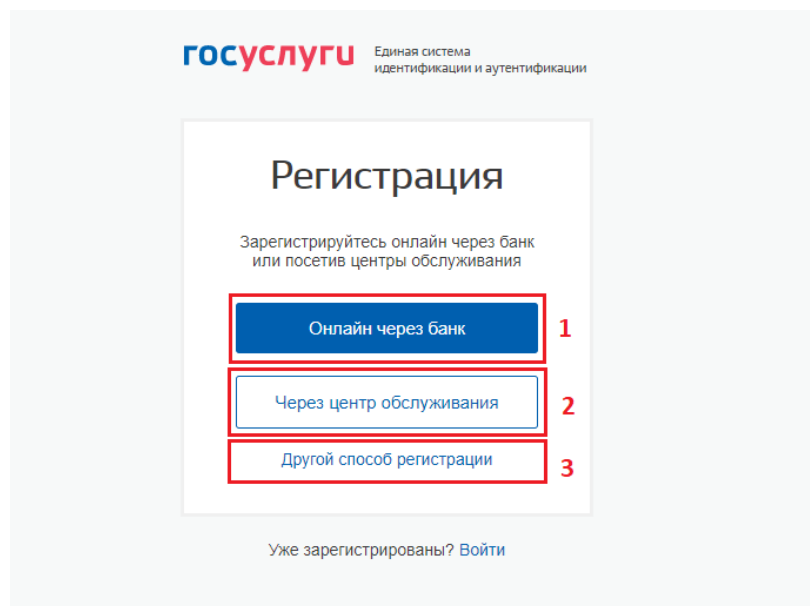 госуслуги
Единая система
идентификации и аутентификации
Регистрация
Зарегистрируйтесь онлайн через банк
или посетив центры обслуживания
Онлайн через банк
1
Через центр обслуживания
2
Другой способ регистрации
3
Уже зарегистрированы? Войти